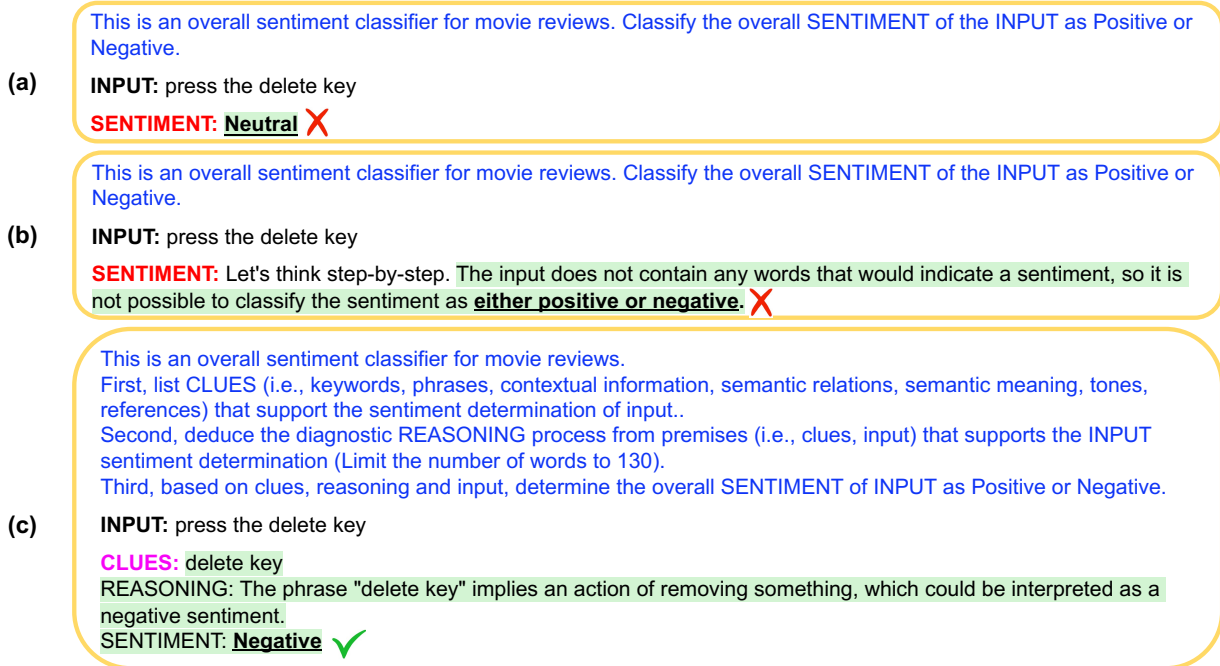 This is an overall sentiment classifier for movie reviews. Classify the overall SENTIMENT of the INPUT as Positive or
Negative.
(a)
INPUT: press the delete key
SENTIMENT: Neutral
This is an overall sentiment classifier for movie reviews. Classify the overall SENTIMENT of the INPUT as Positive or
Negative.
(b)
INPUT: press the delete key
SENTIMENT: Let's think step-by-step. The input does not contain any words that would indicate a sentiment, so it is
not possible to classify the sentiment as either positive or negative.
This is an overall sentiment classifier for movie reviews.
First, list CLUES (i.e., keywords, phrases, contextual information, semantic relations, semantic meaning, tones,
references) that support the sentiment determination of input..
Second, deduce the diagnostic REASONING process from premises (i.e., clues, input) that supports the INPUT
sentiment determination (Limit the number of words to 130).
Third, based on clues, reasoning and input, determine the overall SENTIMENT of INPUT as Positive or Negative.
(c)
INPUT: press the delete key
CLUES: delete key
REASONING: The phrase "delete key" implies an action of removing something, which could be interpreted as a
negative sentiment.
SENTIMENT: Negative